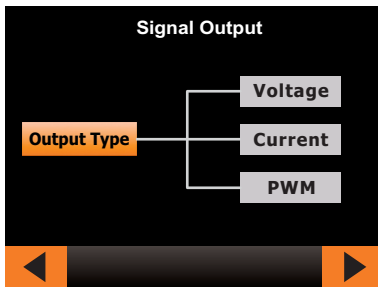 Signal Output
Voltage
Output Type
Current
PWM